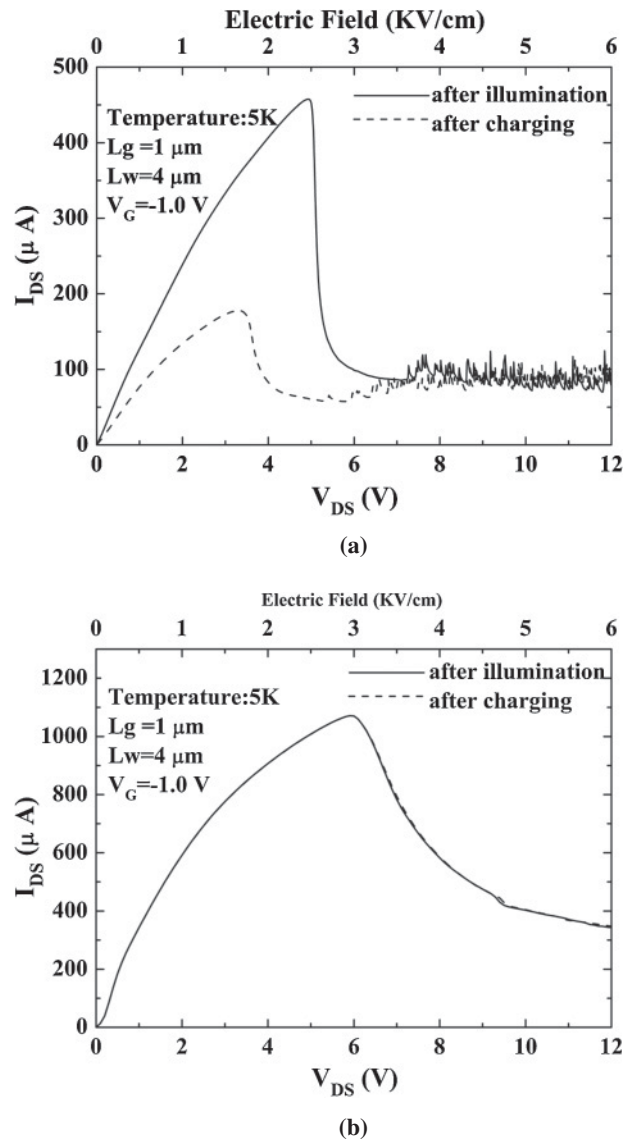 Electric Field (KV/cm)
0 1 2 3 4 5 6
500
400
300
200
100
0
I_DS (μ A)
Temperature:5K
Lg =1 μm
Lw=4 μm
V_G=-1.0 V
after illumination
after charging
0 2 4 6 8 10 12
V_DS (V)
(a)
Electric Field (KV/cm)
0 1 2 3 4 5 6
1200
1000
800
600
400
200
0
I_DS (μ A)
Temperature:5K
Lg =1 μm
Lw=4 μm
V_G=-1.0 V
after illumination
after charging
0 2 4 6 8 10 12
V_DS (V)
(b)